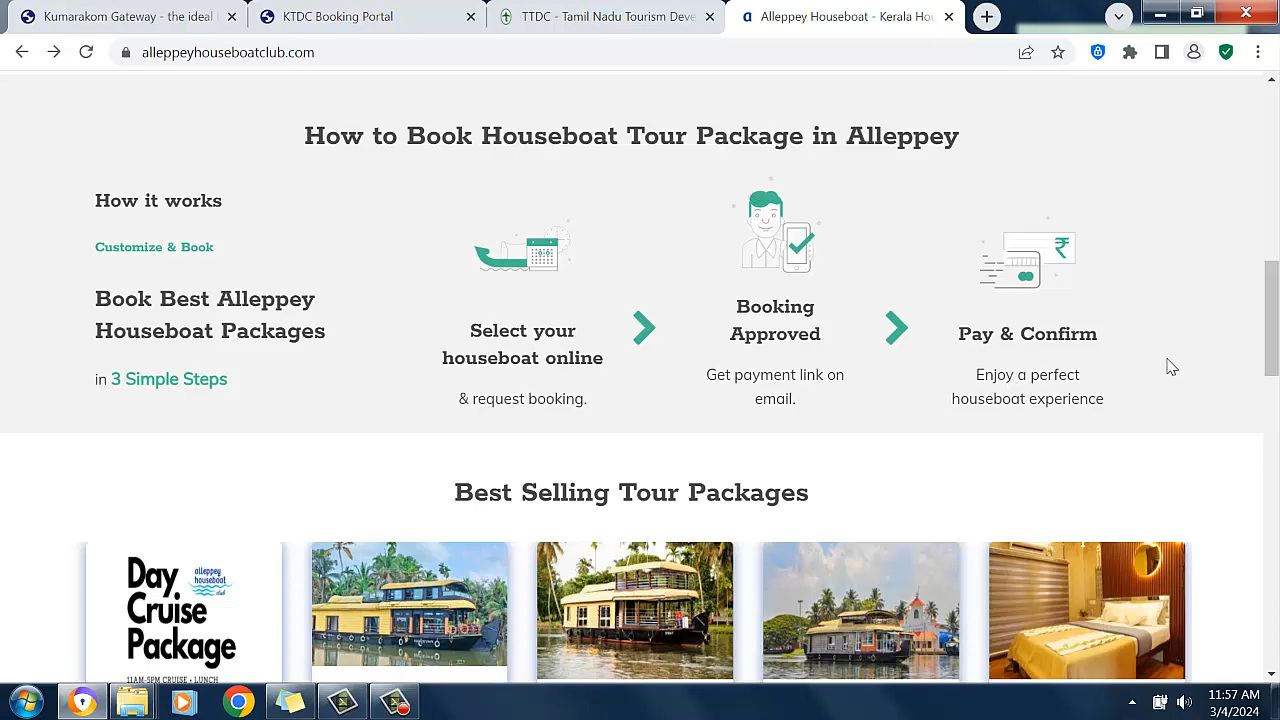 Kumarakom Gateway - the ideal
KTDC Booking Portal
TTDC - Tamil Nadu Tourism Deve
Alleppey Houseboat - Kerala Hou
alleppeyhouseboatclub.com
How to Book Houseboat Tour Package in Alleppey
How it works
Customize & Book
Book Best Alleppey
Houseboat Packages
in 3 Simple Steps
Select your
houseboat online
& request booking.
Booking
Approved
Get payment link on
email.
Pay & Confirm
Enjoy a perfect
houseboat experience
Best Selling Tour Packages
alleppey
houseboat
club
Day
Cruise
Package
11AM-5PM CRUISE • LUNCH
11:57 AM
3/4/2024